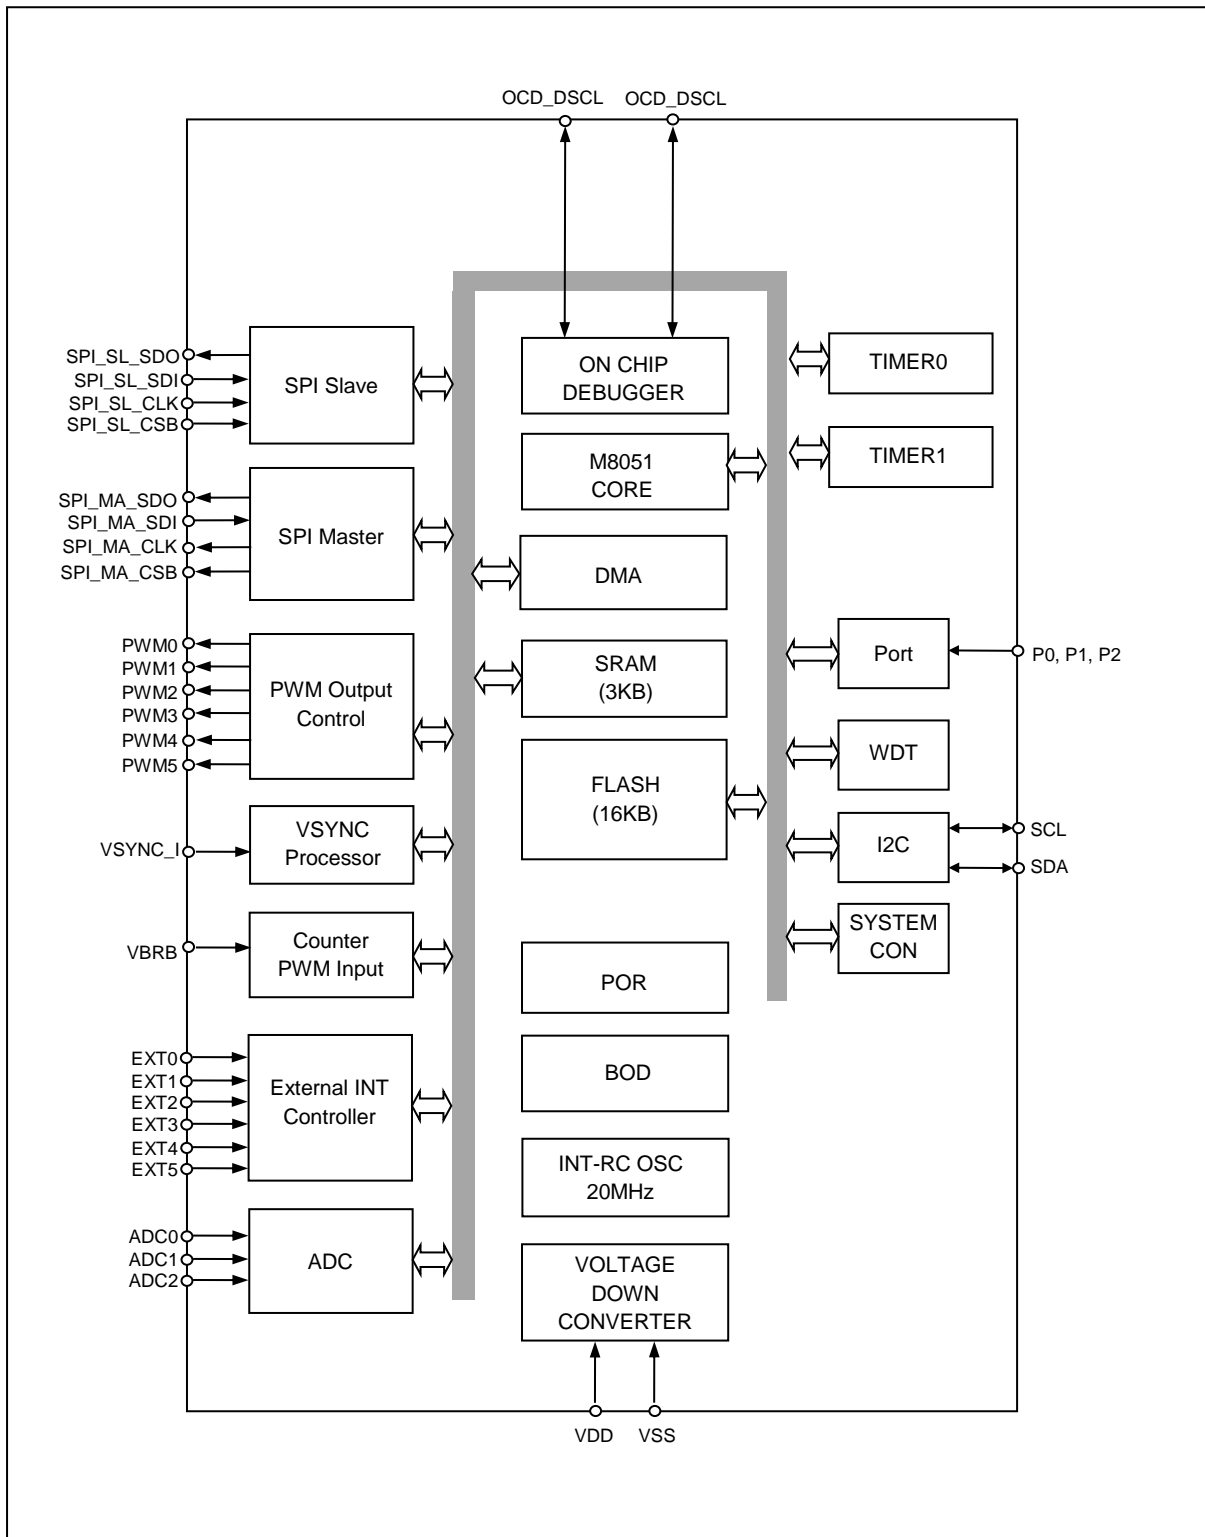 OCD_DSCL
OCD_DSCL
SPI_SL_SDO
SPI_SL_SDI
SPI_SL_CLK
SPI_SL_CSB
SPI Slave
ON CHIP
DEBUGGER
TIMER0
M8051
CORE
TIMER1
SPI_MA_SDO
SPI_MA_SDI
SPI_MA_CLK
SPI_MA_CSB
SPI Master
DMA
PWM0
PWM1
PWM2
PWM3
PWM4
PWM5
PWM Output
Control
SRAM
(3KB)
Port
P0, P1, P2
FLASH
(16KB)
WDT
VSYNC_I
VSYNC
Processor
I2C
SCL
SDA
VBRB
Counter
PWM Input
SYSTEM
CON
POR
EXT0
EXT1
EXT2
EXT3
EXT4
EXT5
External INT
Controller
BOD
INT-RC OSC
20MHz
ADC0
ADC1
ADC2
ADC
VOLTAGE
DOWN
CONVERTER
VDD
VSS